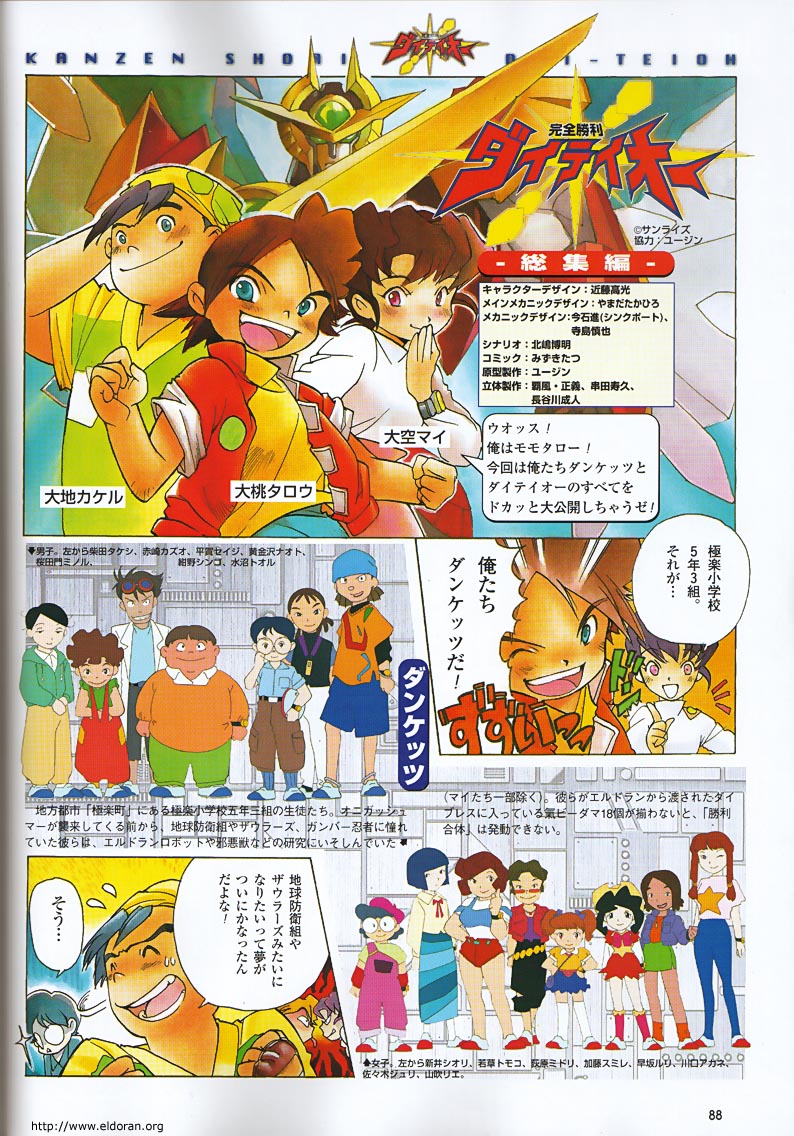 KANZEN SHORI
ダイテイオー
DAI-TEIOH
完全勝利
ダイテイオー
©サンライズ
協力：ユージン
- 総集編 -
キャラクターデザイン：近藤高光
メインメカニックデザイン：やまだたかひろ
メカニックデザイン：今石進(シンクポート)、
寺島慎也
シナリオ：北嶋博明
コミック：みずきたつ
原型製作：ユージン
立体製作：覇風・正義、串田寿久、
長谷川成人
ウオッス！
俺はモモタロー！
今回は俺たちダンケッツと
ダイテイオーのすべてを
ドカッと大公開しちゃうゼ！
大空マイ
大桃タロウ
大地カケル
極楽小学校
5年3組。
それが…
俺たち
ダンケッツだ！
ドン
ずずいっっ
男子。左から柴田タケシ、赤崎カズオ、平賀セイジ、黄金沢ナオト、
桜田門ミノル、紺野シンゴ、水沼トオル
ダンケッツ
地方都市「極楽町」にある極楽小学校五年三組の生徒たち。オニガッシュ
マーが襲来してくる前から、地球防衛組やザウラーズ、ガンバー忍者に憧れ
ていた彼らは、エルドランロボットや邪悪獣などの研究にいそしんでいた
(マイたち一部除く)。彼らがエルドランから渡されたダイ
ブレスに入っている氣ビーダマ18個が揃わないと、「勝利
合体」は発動できない。
地球防衛組や
ザウラーズみたいに
なりたいって夢が
ついにかなったん
だよな！
そう…
女子。左から新井シオリ、若草トモコ、萩原ミドリ、加藤スミレ、早坂ルリ、川口アカネ、
佐々木ジュリ、山吹リエ。
88
http://www.eldoran.org